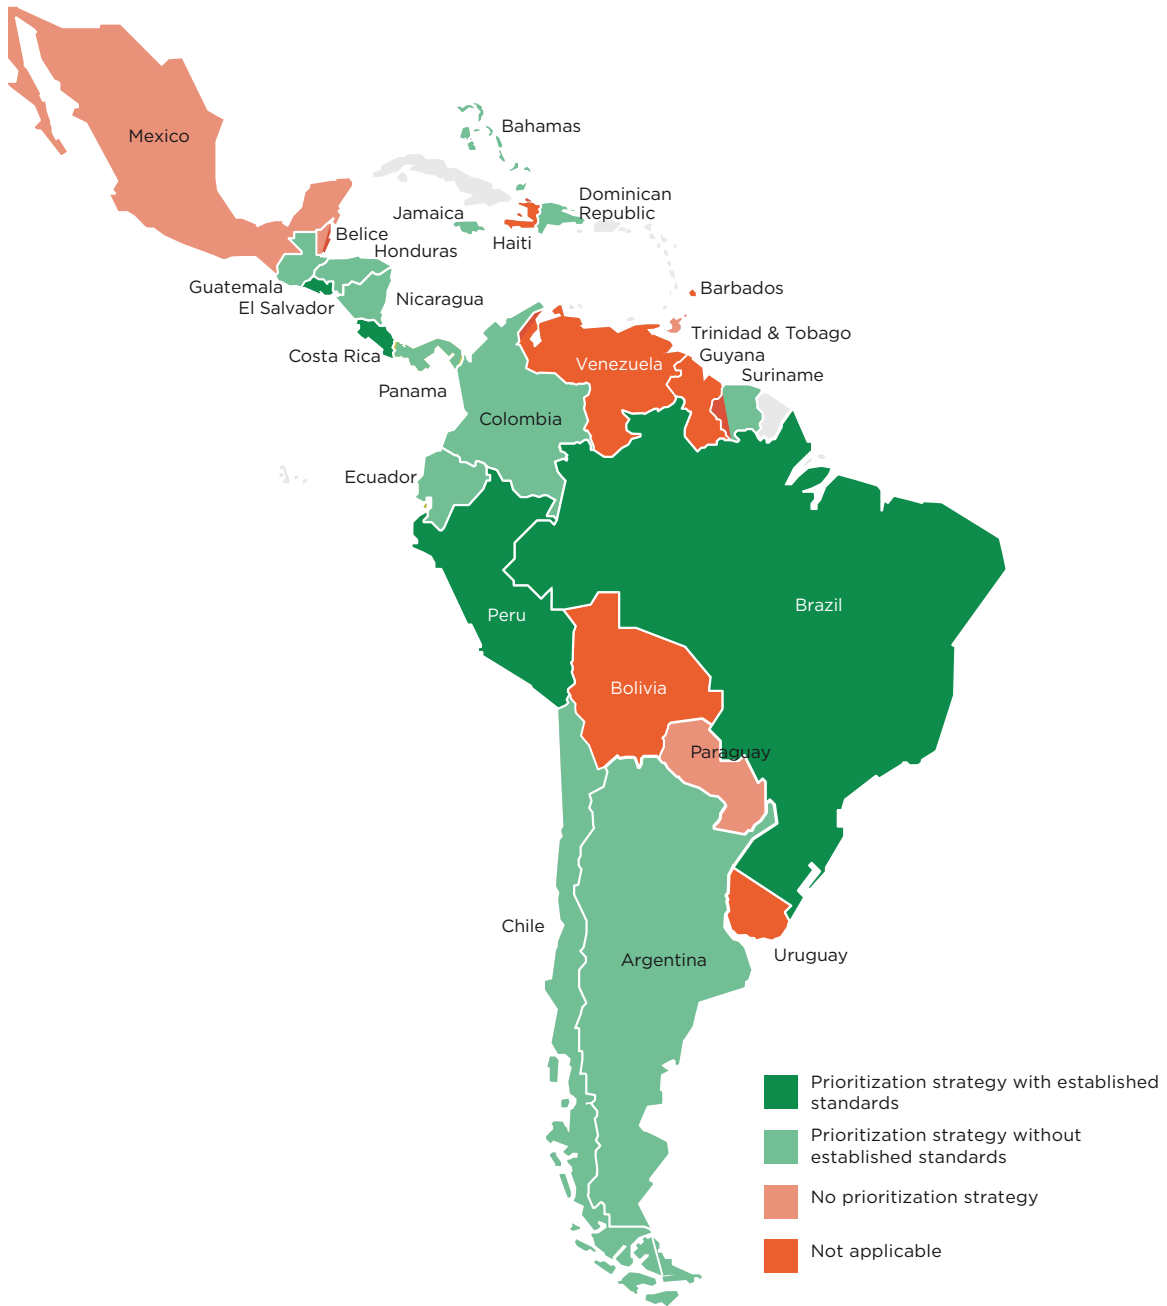 Bahamas
Mexico
Dominican
Republic
Jamaica
Belice
Haiti
Honduras
Guatemala
Barbados
Nicaragua
El Salvador
Trinidad & Tobago
Costa Rica
Guyana
Venezuela
Suriname
Panama
Colombia
Ecuador
Brazil
Peru
Bolivia
Paraguay
Chile
Uruguay
Argentina
Prioritization strategy with established
standards
Prioritization strategy without
established standards
No prioritization strategy
Not applicable